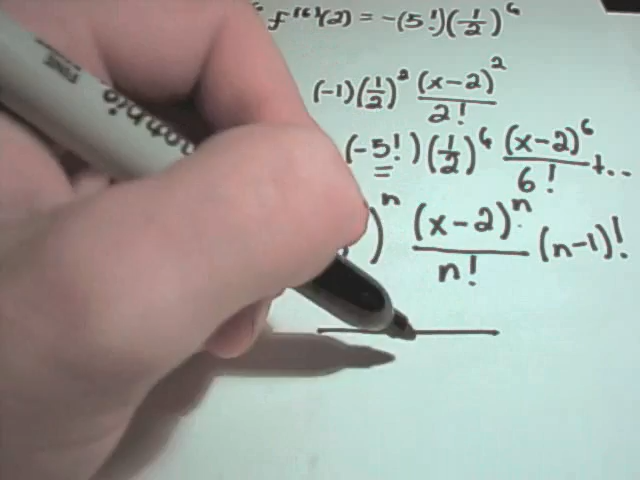 f⁽⁶⁾(2) = -(5!)(1/2)⁶
(-1)(1/2)² (x-2)²/2!
(-5!)(1/2)⁶ (x-2)⁶/6! +..
)ⁿ (x-2)ⁿ/n! (n-1)!